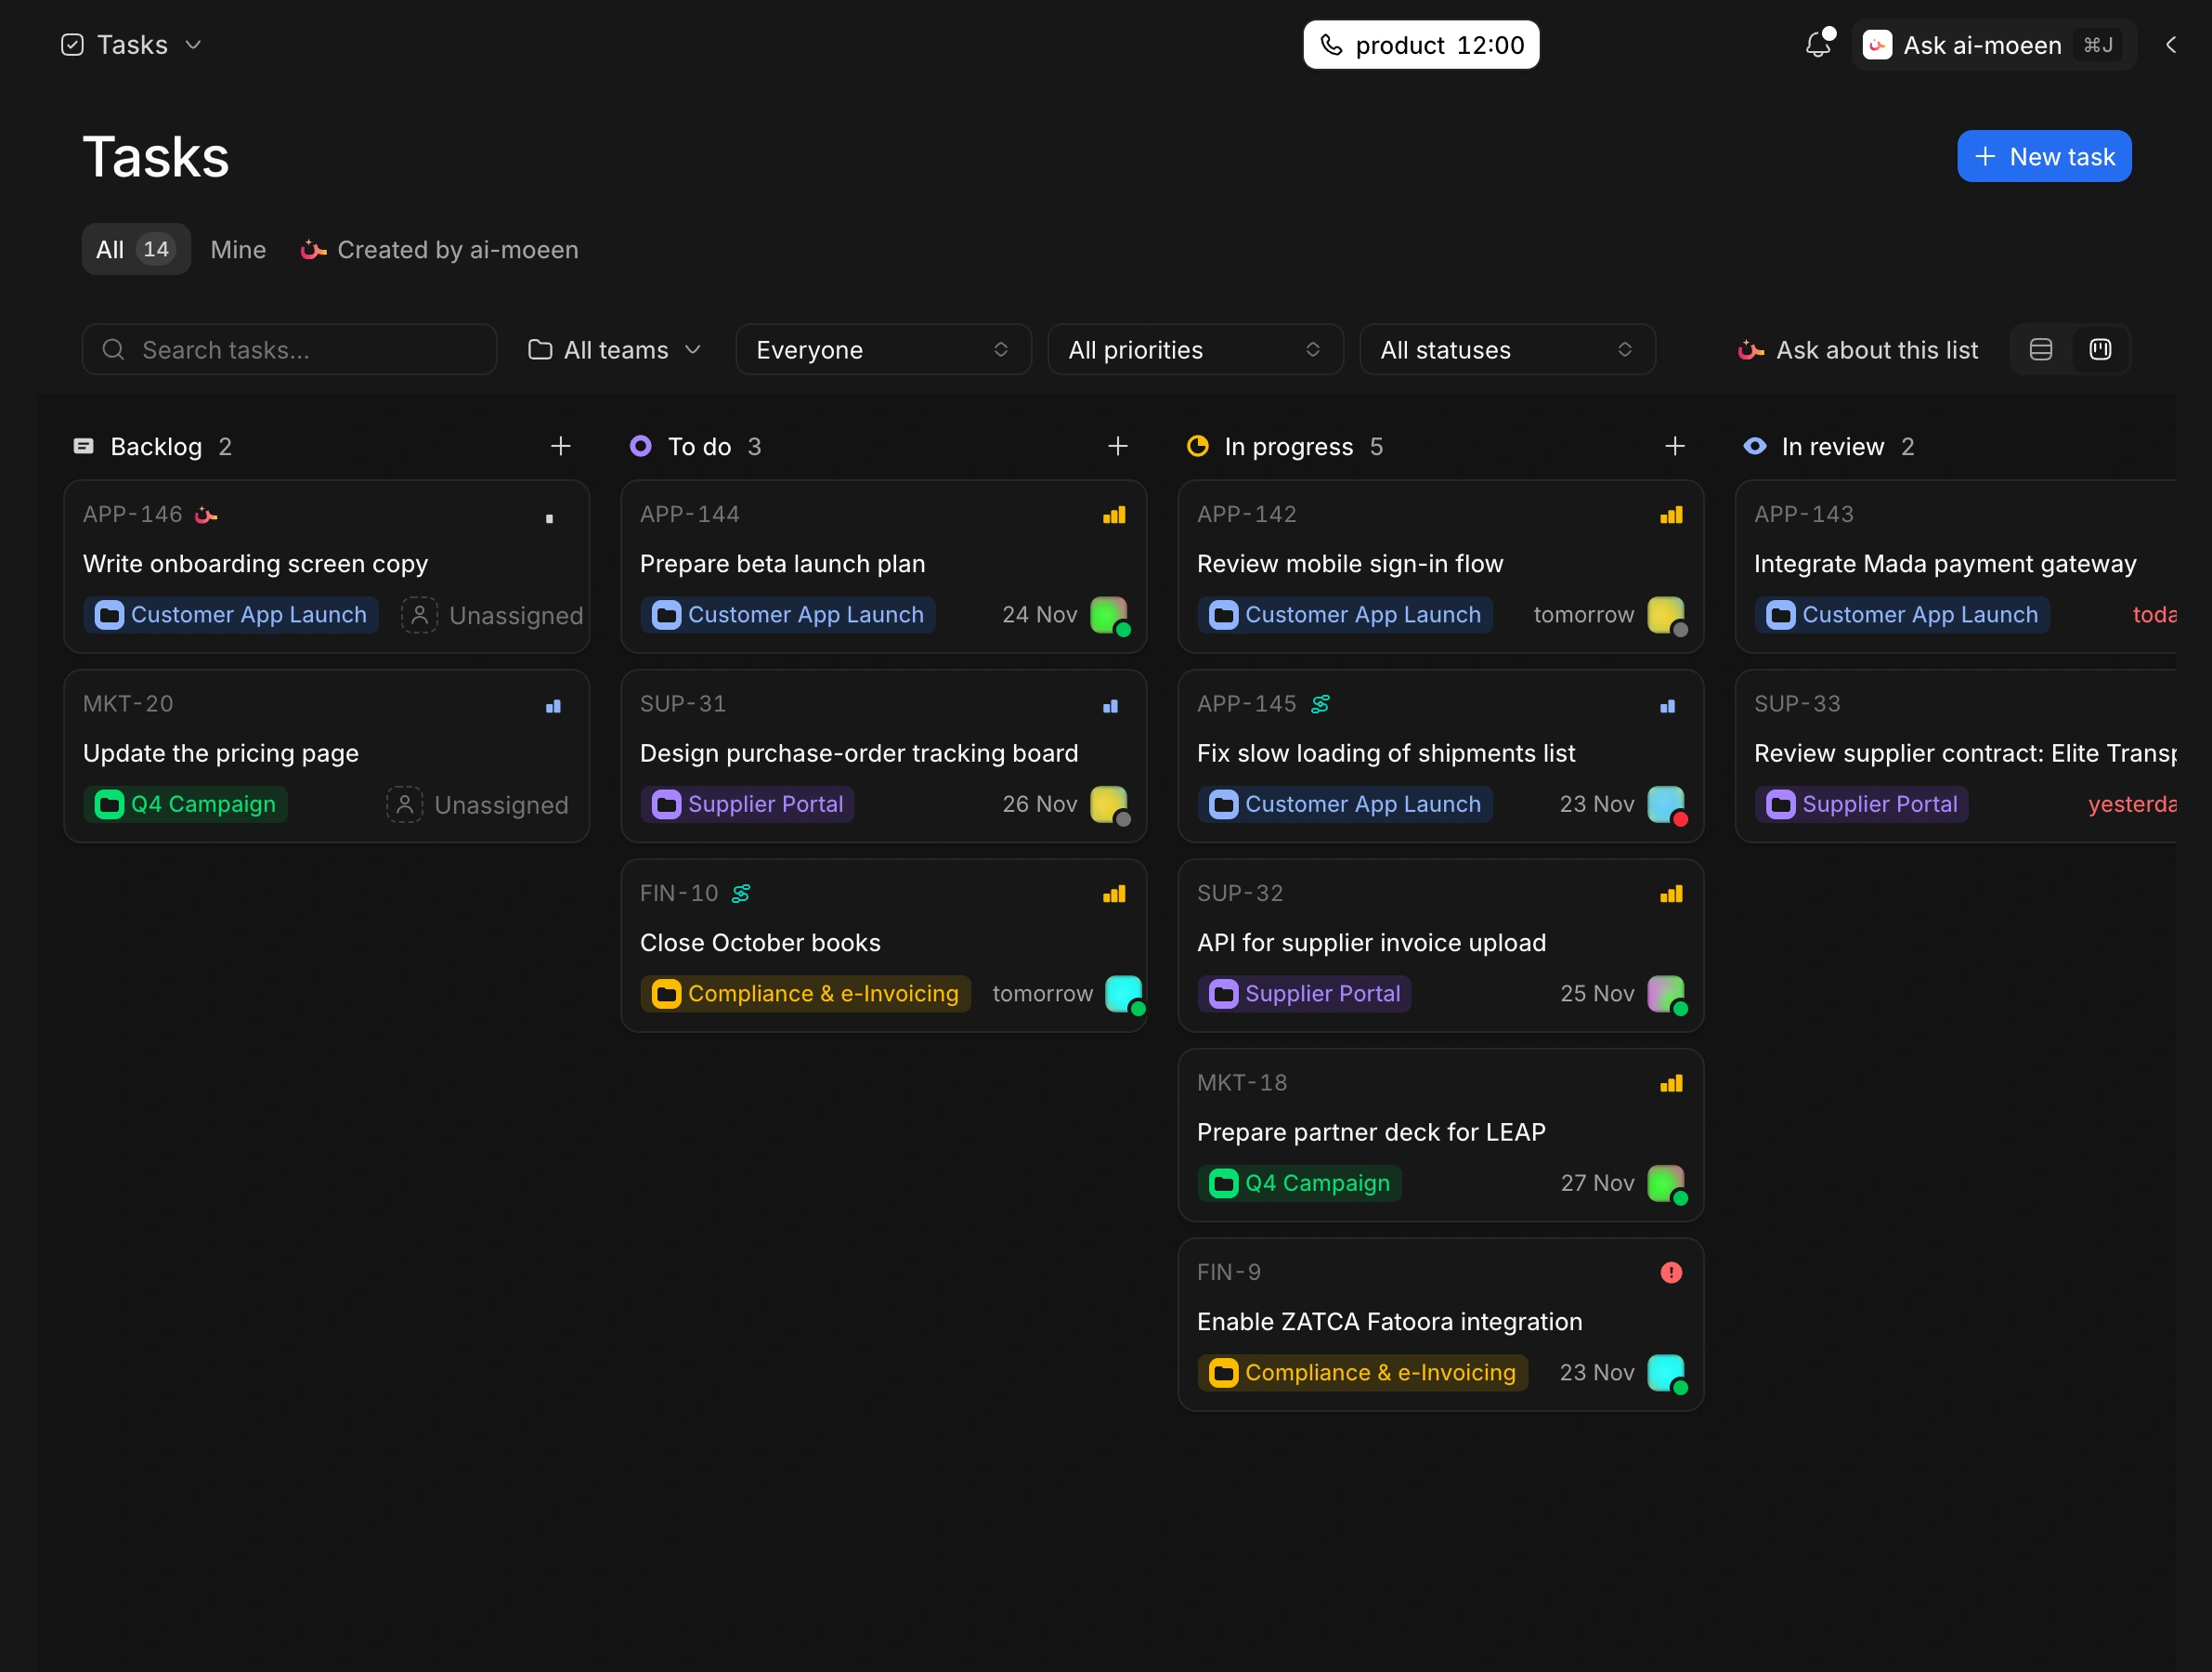 Tasks
product 12:00
Ask ai-moeen ⌘J
Tasks
+ New task
All 14 Mine Created by ai-moeen
Search tasks...
All teams
Everyone
All priorities
All statuses
Ask about this list
Backlog 2
APP-146
Write onboarding screen copy
Customer App Launch Unassigned
MKT-20
Update the pricing page
Q4 Campaign Unassigned
To do 3
APP-144
Prepare beta launch plan
Customer App Launch 24 Nov
SUP-31
Design purchase-order tracking board
Supplier Portal 26 Nov
FIN-10
Close October books
Compliance & e-Invoicing tomorrow
In progress 5
APP-142
Review mobile sign-in flow
Customer App Launch tomorrow
APP-145
Fix slow loading of shipments list
Customer App Launch 23 Nov
SUP-32
API for supplier invoice upload
Supplier Portal 25 Nov
MKT-18
Prepare partner deck for LEAP
Q4 Campaign 27 Nov
FIN-9
Enable ZATCA Fatoora integration
Compliance & e-Invoicing 23 Nov
In review 2
APP-143
Integrate Mada payment gateway
Customer App Launch toda
SUP-33
Review supplier contract: Elite Transp
Supplier Portal yesterda